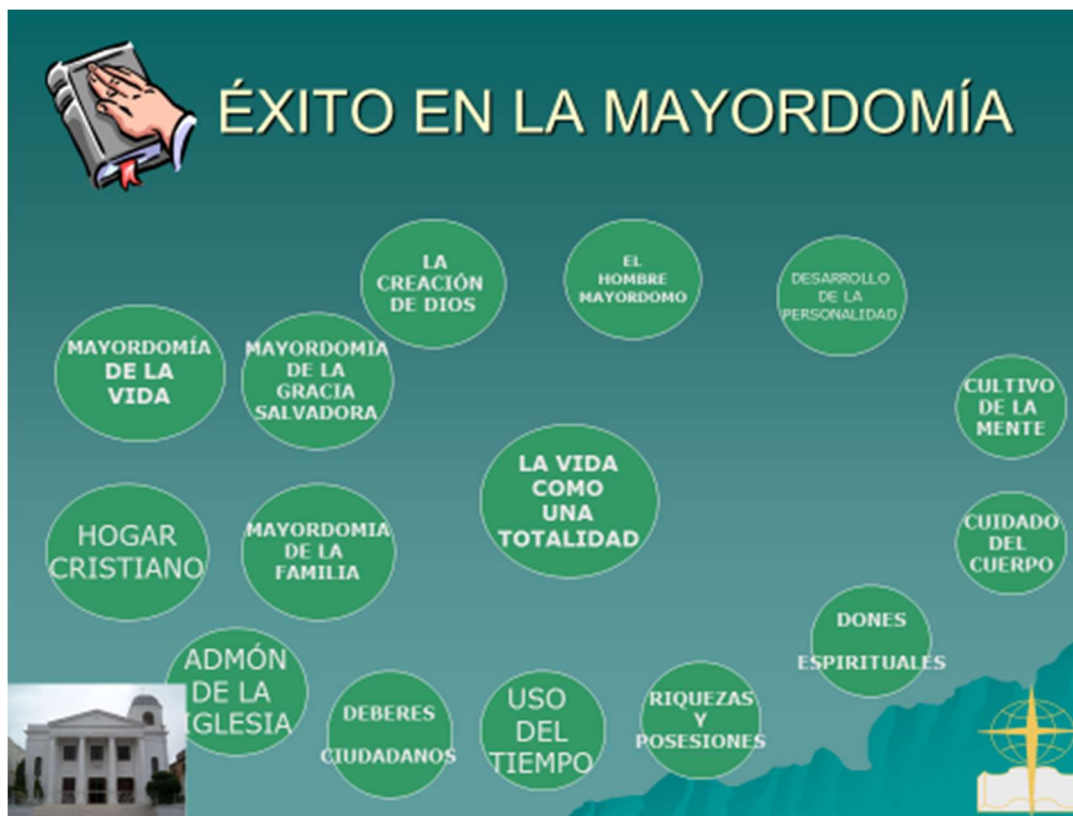 ÉXITO EN LA MAYORDOMÍA
LA
CREACIÓN
DE DIOS
EL
HOMBRE
MAYORDOMO
DESARROLLO
DE LA
PERSONALIDAD
MAYORDOMÍA
DE LA
VIDA
MAYORDOMIA
DE LA
GRACIA
SALVADORA
CULTIVO
DE LA
MENTE
LA VIDA
COMO
UNA
TOTALIDAD
HOGAR
CRISTIANO
MAYORDOMIA
DE LA
FAMILIA
CUIDADO
DEL
CUERPO
DONES
ESPIRITUALES
ADMÓN
DE LA
IGLESIA
DEBERES
CIUDADANOS
USO
DEL
TIEMPO
RIQUEZAS
Y
POSESIONES